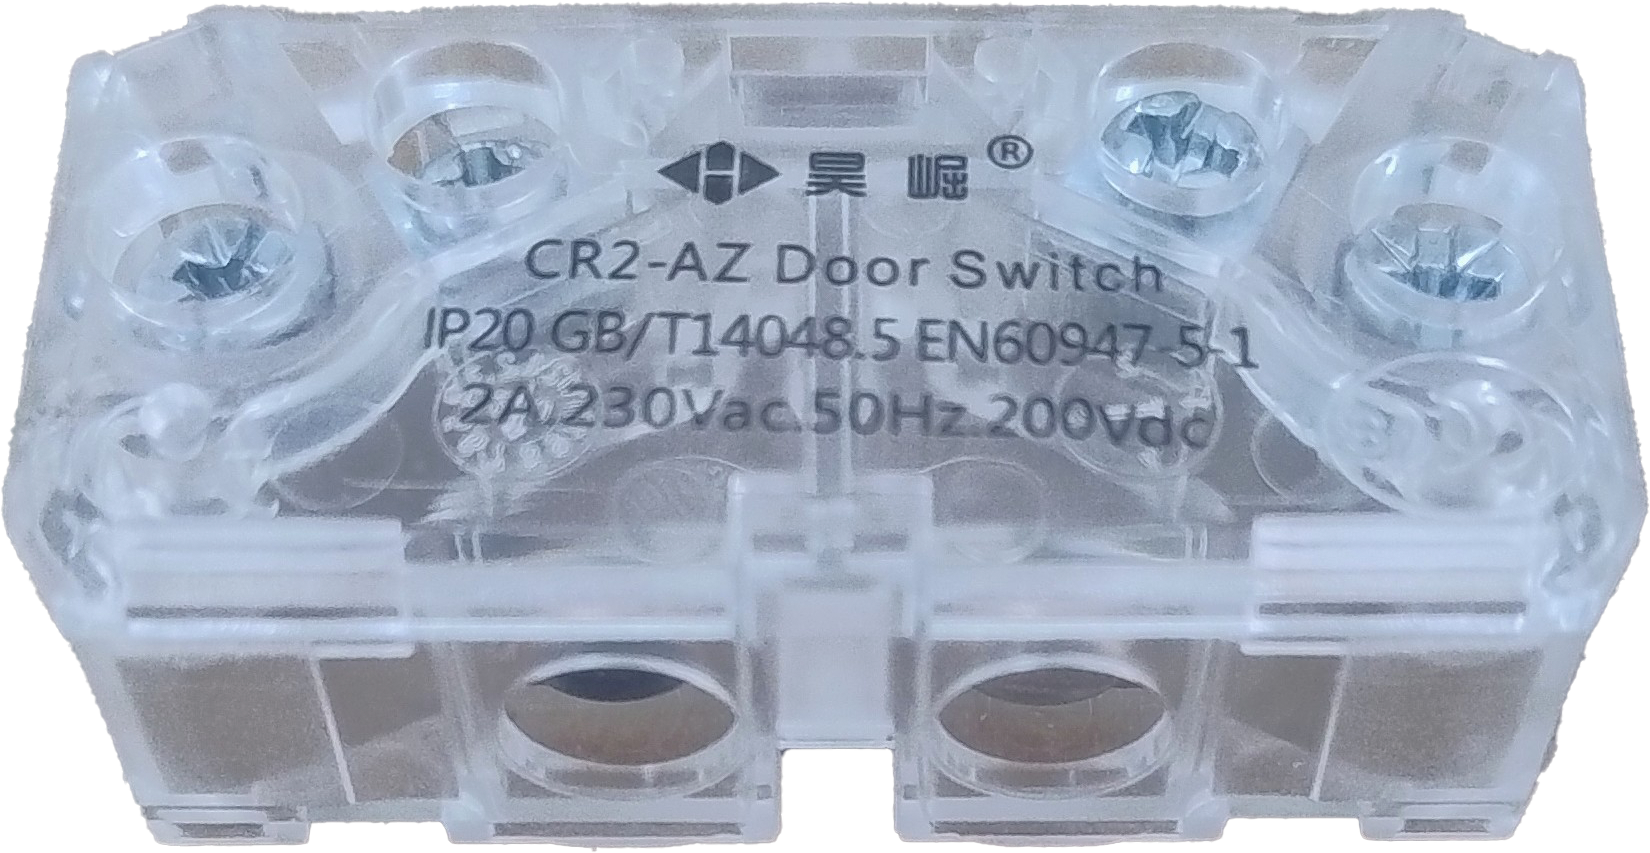 昊崛®
CR2-AZ Door Switch
IP20 GB/T14048.5 EN60947-5-1
2A.230Vac.50Hz.200Vdc